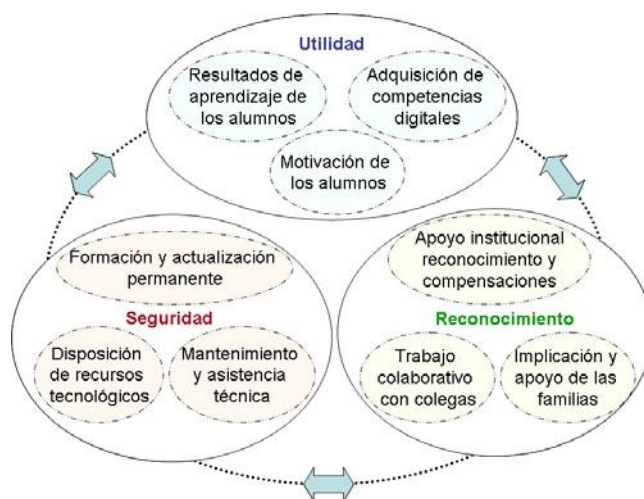 Utilidad
Resultados de
aprendizaje de
los alumnos
Adquisición de
competencias
digitales
Motivación de
los alumnos
Formación y actualización
permanente
Seguridad
Disposición
de recursos
tecnológicos
Mantenimiento
y asistencia
técnica
Apoyo institucional
reconocimiento y
compensaciones
Reconocimiento
Trabajo
colaborativo
con colegas
Implicación y
apoyo de las
familias